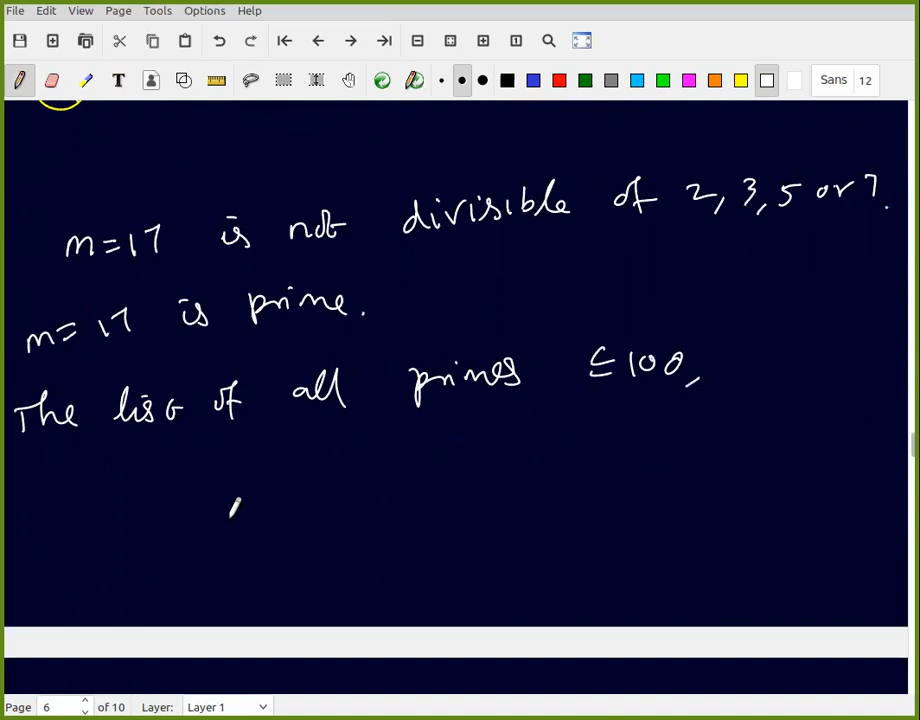 File Edit View Page Tools Options Help
T Sans 12
m=17 is not divisible of 2, 3, 5 or 7.
m=17 is prime.
The list of all primes ≤100,
Page 6 of 10 Layer: Layer 1